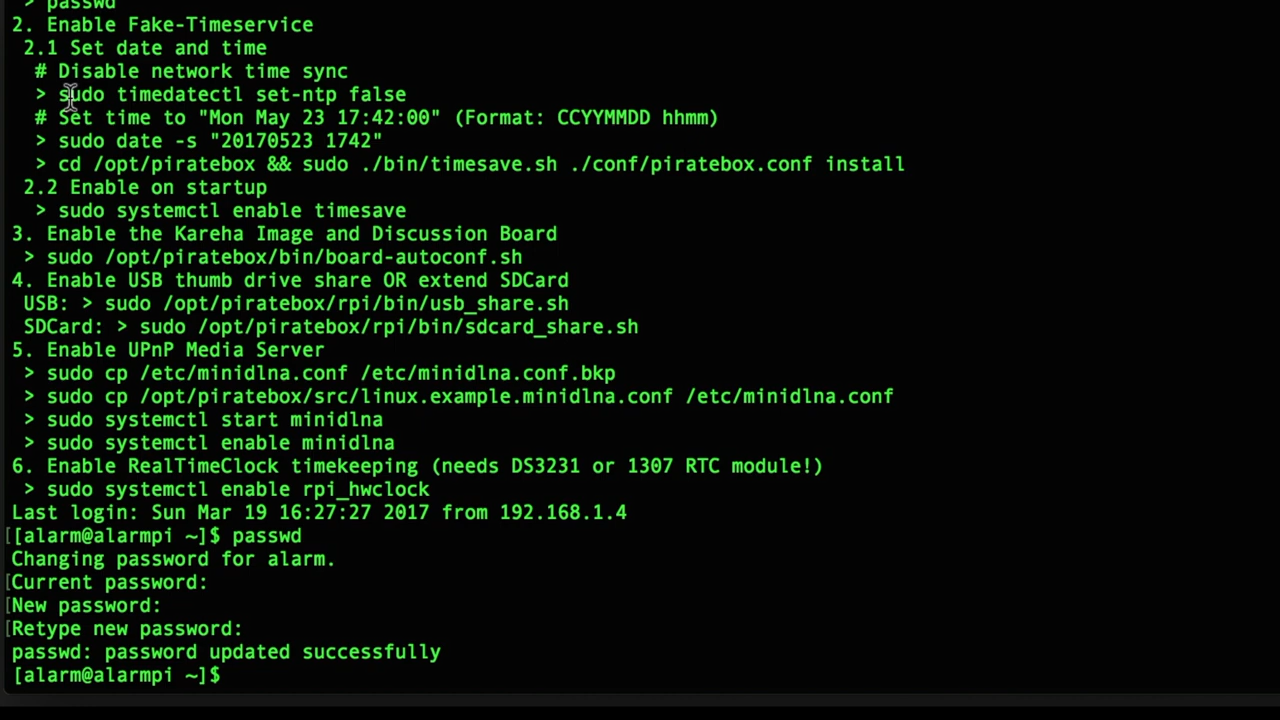 > passwd
2. Enable Fake-Timeservice
2.1 Set date and time
# Disable network time sync
> sudo timedatectl set-ntp false
# Set time to "Mon May 23 17:42:00" (Format: CCYYMMDD hhmm)
> sudo date -s "20170523 1742"
> cd /opt/piratebox && sudo ./bin/timesave.sh ./conf/piratebox.conf install
2.2 Enable on startup
> sudo systemctl enable timesave
3. Enable the Kareha Image and Discussion Board
> sudo /opt/piratebox/bin/board-autoconf.sh
4. Enable USB thumb drive share OR extend SDCard
USB: > sudo /opt/piratebox/rpi/bin/usb_share.sh
SDCard: > sudo /opt/piratebox/rpi/bin/sdcard_share.sh
5. Enable UPnP Media Server
> sudo cp /etc/minidlna.conf /etc/minidlna.conf.bkp
> sudo cp /opt/piratebox/src/linux.example.minidlna.conf /etc/minidlna.conf
> sudo systemctl start minidlna
> sudo systemctl enable minidlna
6. Enable RealTimeClock timekeeping (needs DS3231 or 1307 RTC module!)
> sudo systemctl enable rpi_hwclock
Last login: Sun Mar 19 16:27:27 2017 from 192.168.1.4
[[alarm@alarmpi ~]$ passwd
Changing password for alarm.
[Current password:
[New password:
[Retype new password:
passwd: password updated successfully
[alarm@alarmpi ~]$